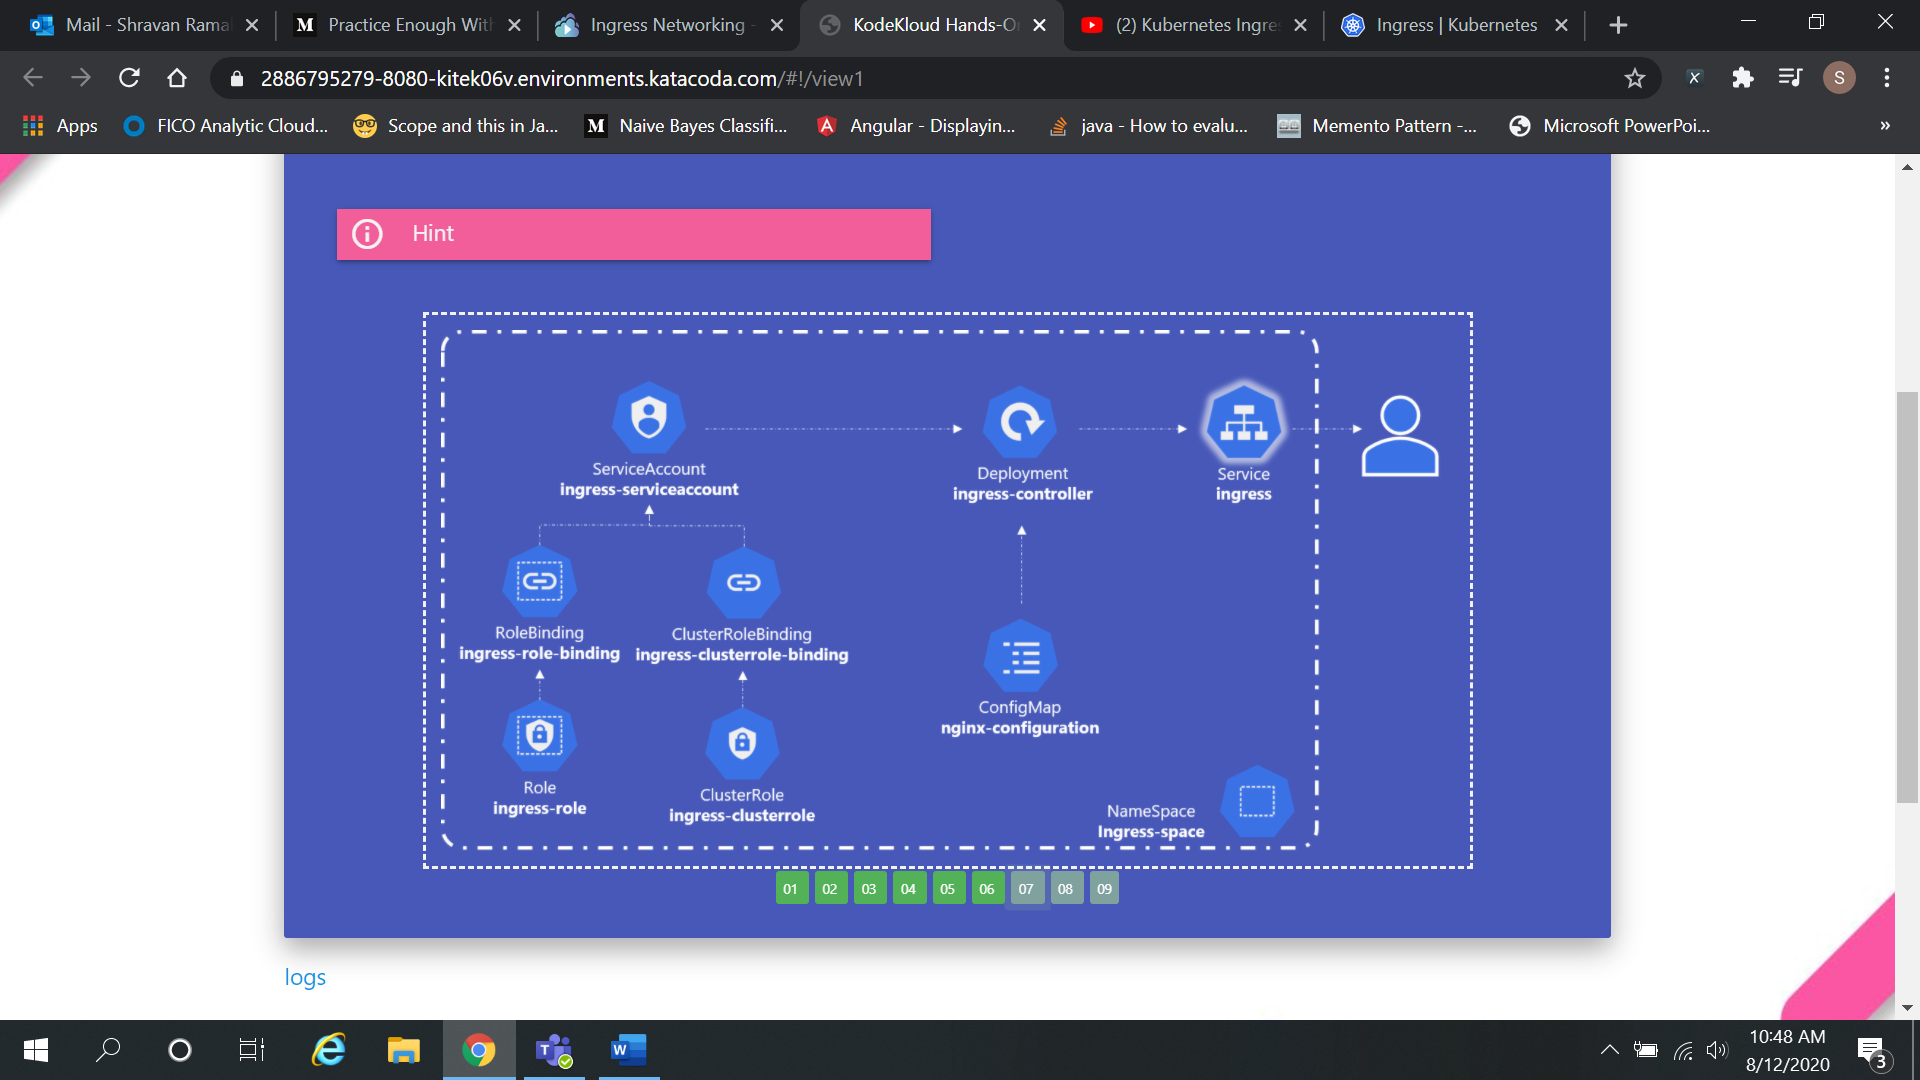 Mail - Shravan Rama
Practice Enough With
Ingress Networking -
KodeKloud Hands-O
(2) Kubernetes Ingre
Ingress | Kubernetes
2886795279-8080-kitek06v.environments.katacoda.com/#!/view1
S
Apps
FICO Analytic Cloud...
Scope and this in Ja...
Naive Bayes Classifi...
Angular - Displayin...
java - How to evalu...
Memento Pattern -...
Microsoft PowerPoi...
»
Hint
ServiceAccount
ingress-serviceaccount
Deployment
ingress-controller
Service
ingress
RoleBinding
ingress-role-binding
ClusterRoleBinding
ingress-clusterrole-binding
ConfigMap
nginx-configuration
Role
ingress-role
ClusterRole
ingress-clusterrole
NameSpace
Ingress-space
01 02 03 04 05 06 07 08 09
logs
10:48 AM
8/12/2020
3